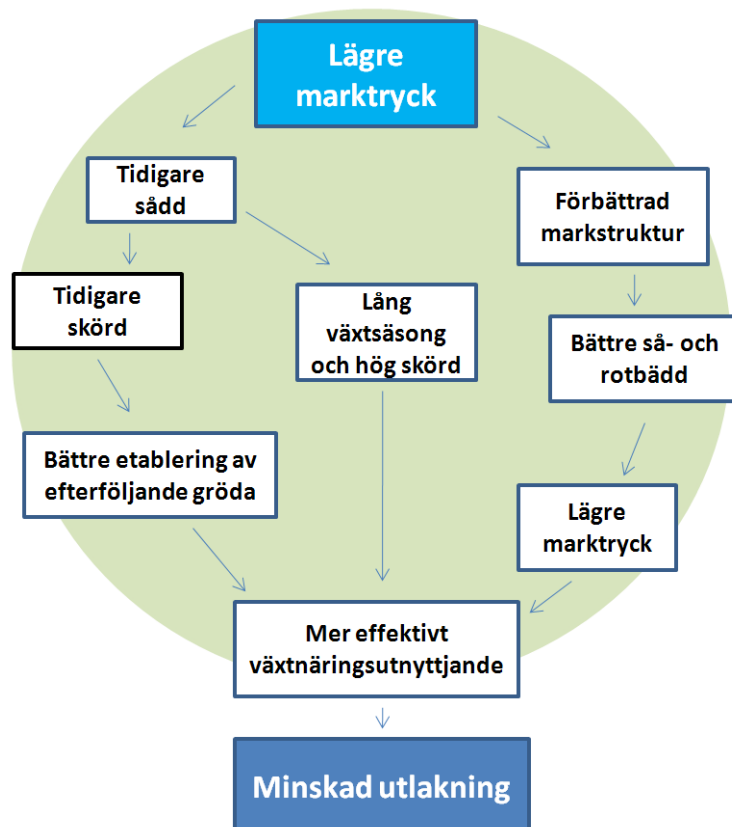 Lägre
marktryck
Tidigare
sådd
Förbättrad
markstruktur
Tidigare
skörd
Lång
växtsäsong
och hög skörd
Bättre så- och
rotbädd
Bättre etablering av
efterföljande gröda
Lägre
marktryck
Mer effektivt
växtnäringsutnyttjande
Minskad utlakning